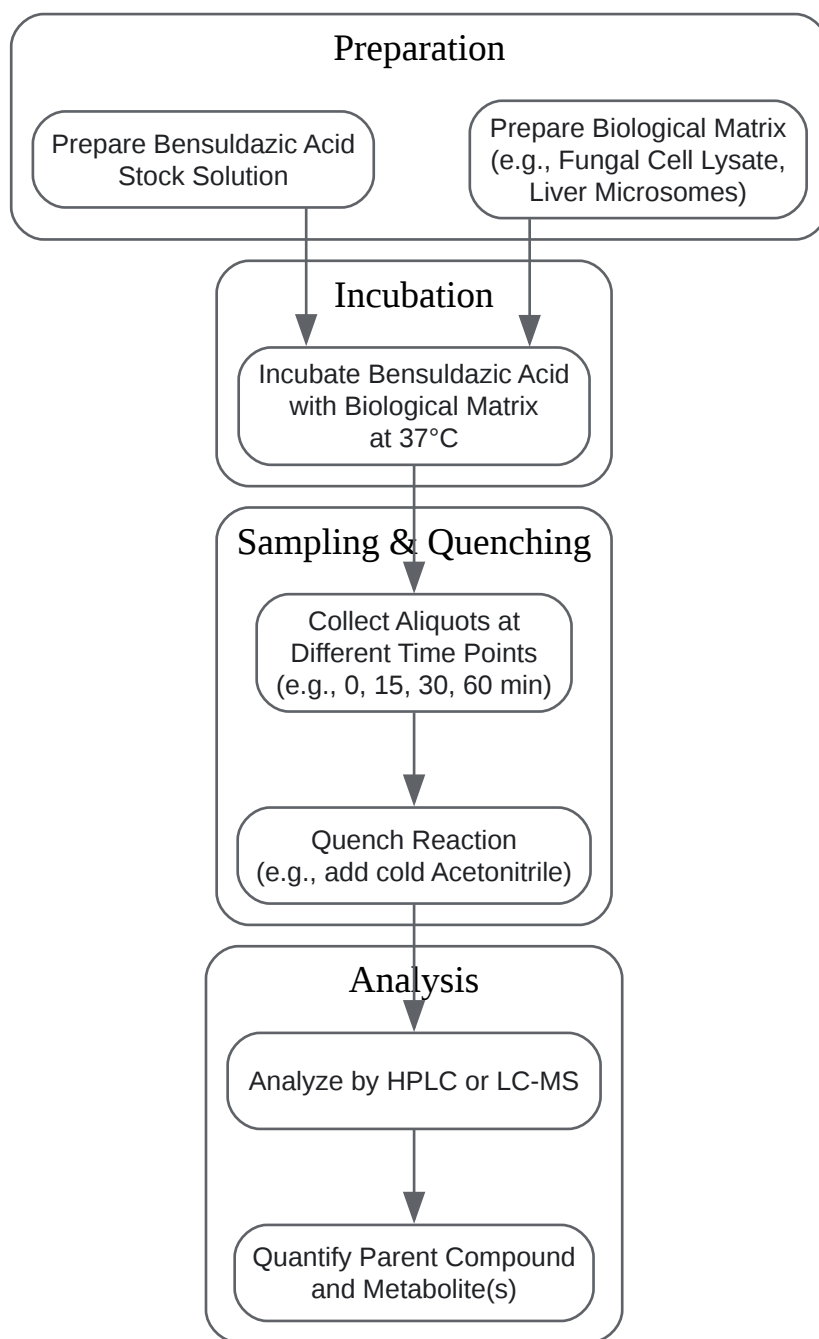 Preparation
Prepare Bensuldazic Acid
Stock Solution
Prepare Biological Matrix
(e.g., Fungal Cell Lysate,
Liver Microsomes)
Incubation
Incubate Bensuldazic Acid
with Biological Matrix
at 37°C
Sampling & Quenching
Collect Aliquots at
Different Time Points
(e.g., 0, 15, 30, 60 min)
Quench Reaction
(e.g., add cold Acetonitrile)
Analysis
Analyze by HPLC or LC-MS
Quantify Parent Compound
and Metabolite(s)